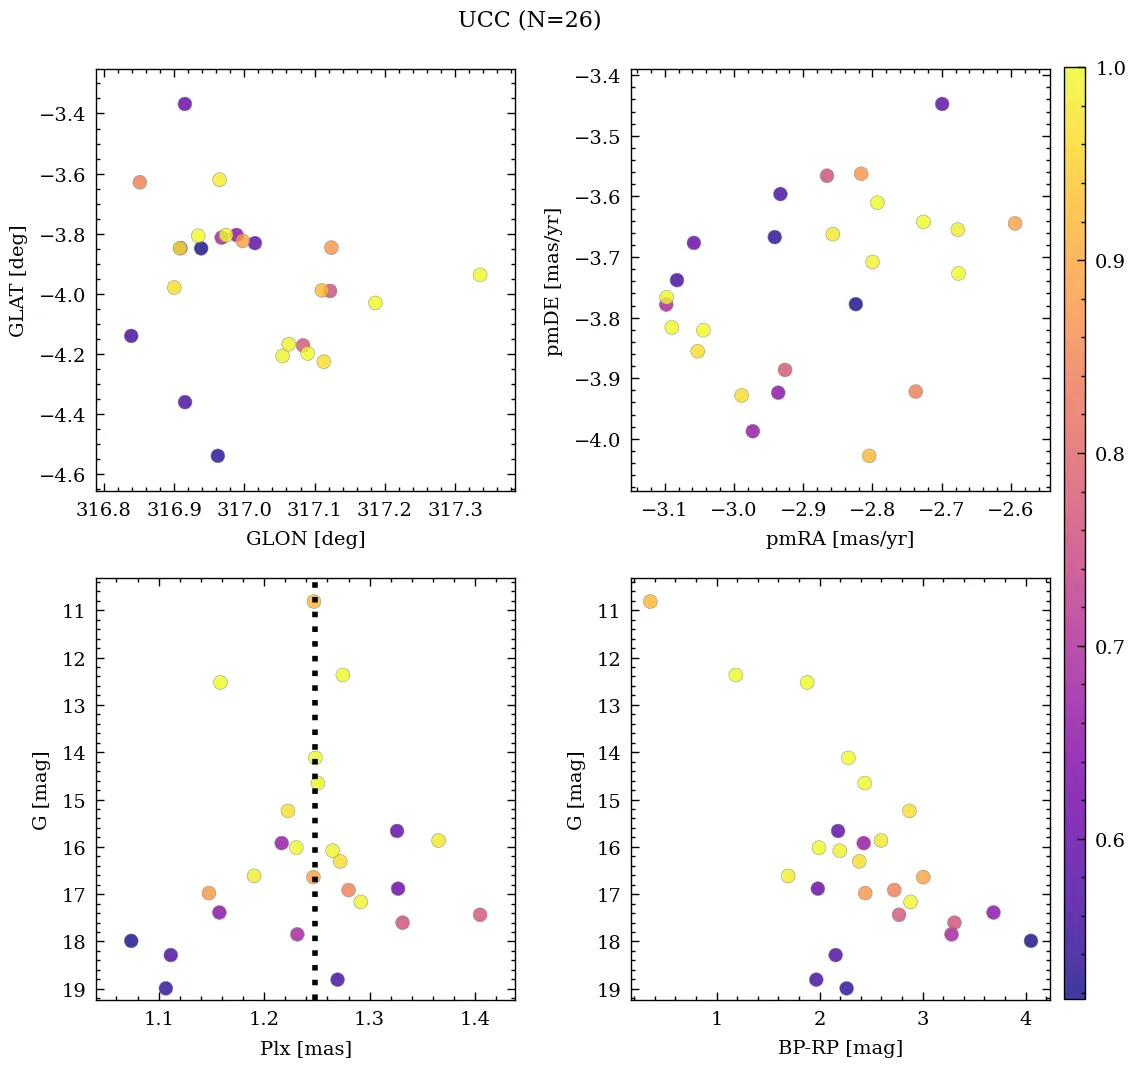 UCC (N=26)
−3.4
−3.6
−3.8
−4.0
−4.2
−4.4
−4.6
GLAT [deg]
316.8 316.9 317.0 317.1 317.2 317.3
GLON [deg]
−3.4
−3.5
−3.6
−3.7
−3.8
−3.9
−4.0
pmDE [mas/yr]
−3.1 −3.0 −2.9 −2.8 −2.7 −2.6
pmRA [mas/yr]
1.0
0.9
0.8
0.7
0.6
11
12
13
14
15
16
17
18
19
G [mag]
1.1 1.2 1.3 1.4
Plx [mas]
11
12
13
14
15
16
17
18
19
G [mag]
1 2 3 4
BP-RP [mag]